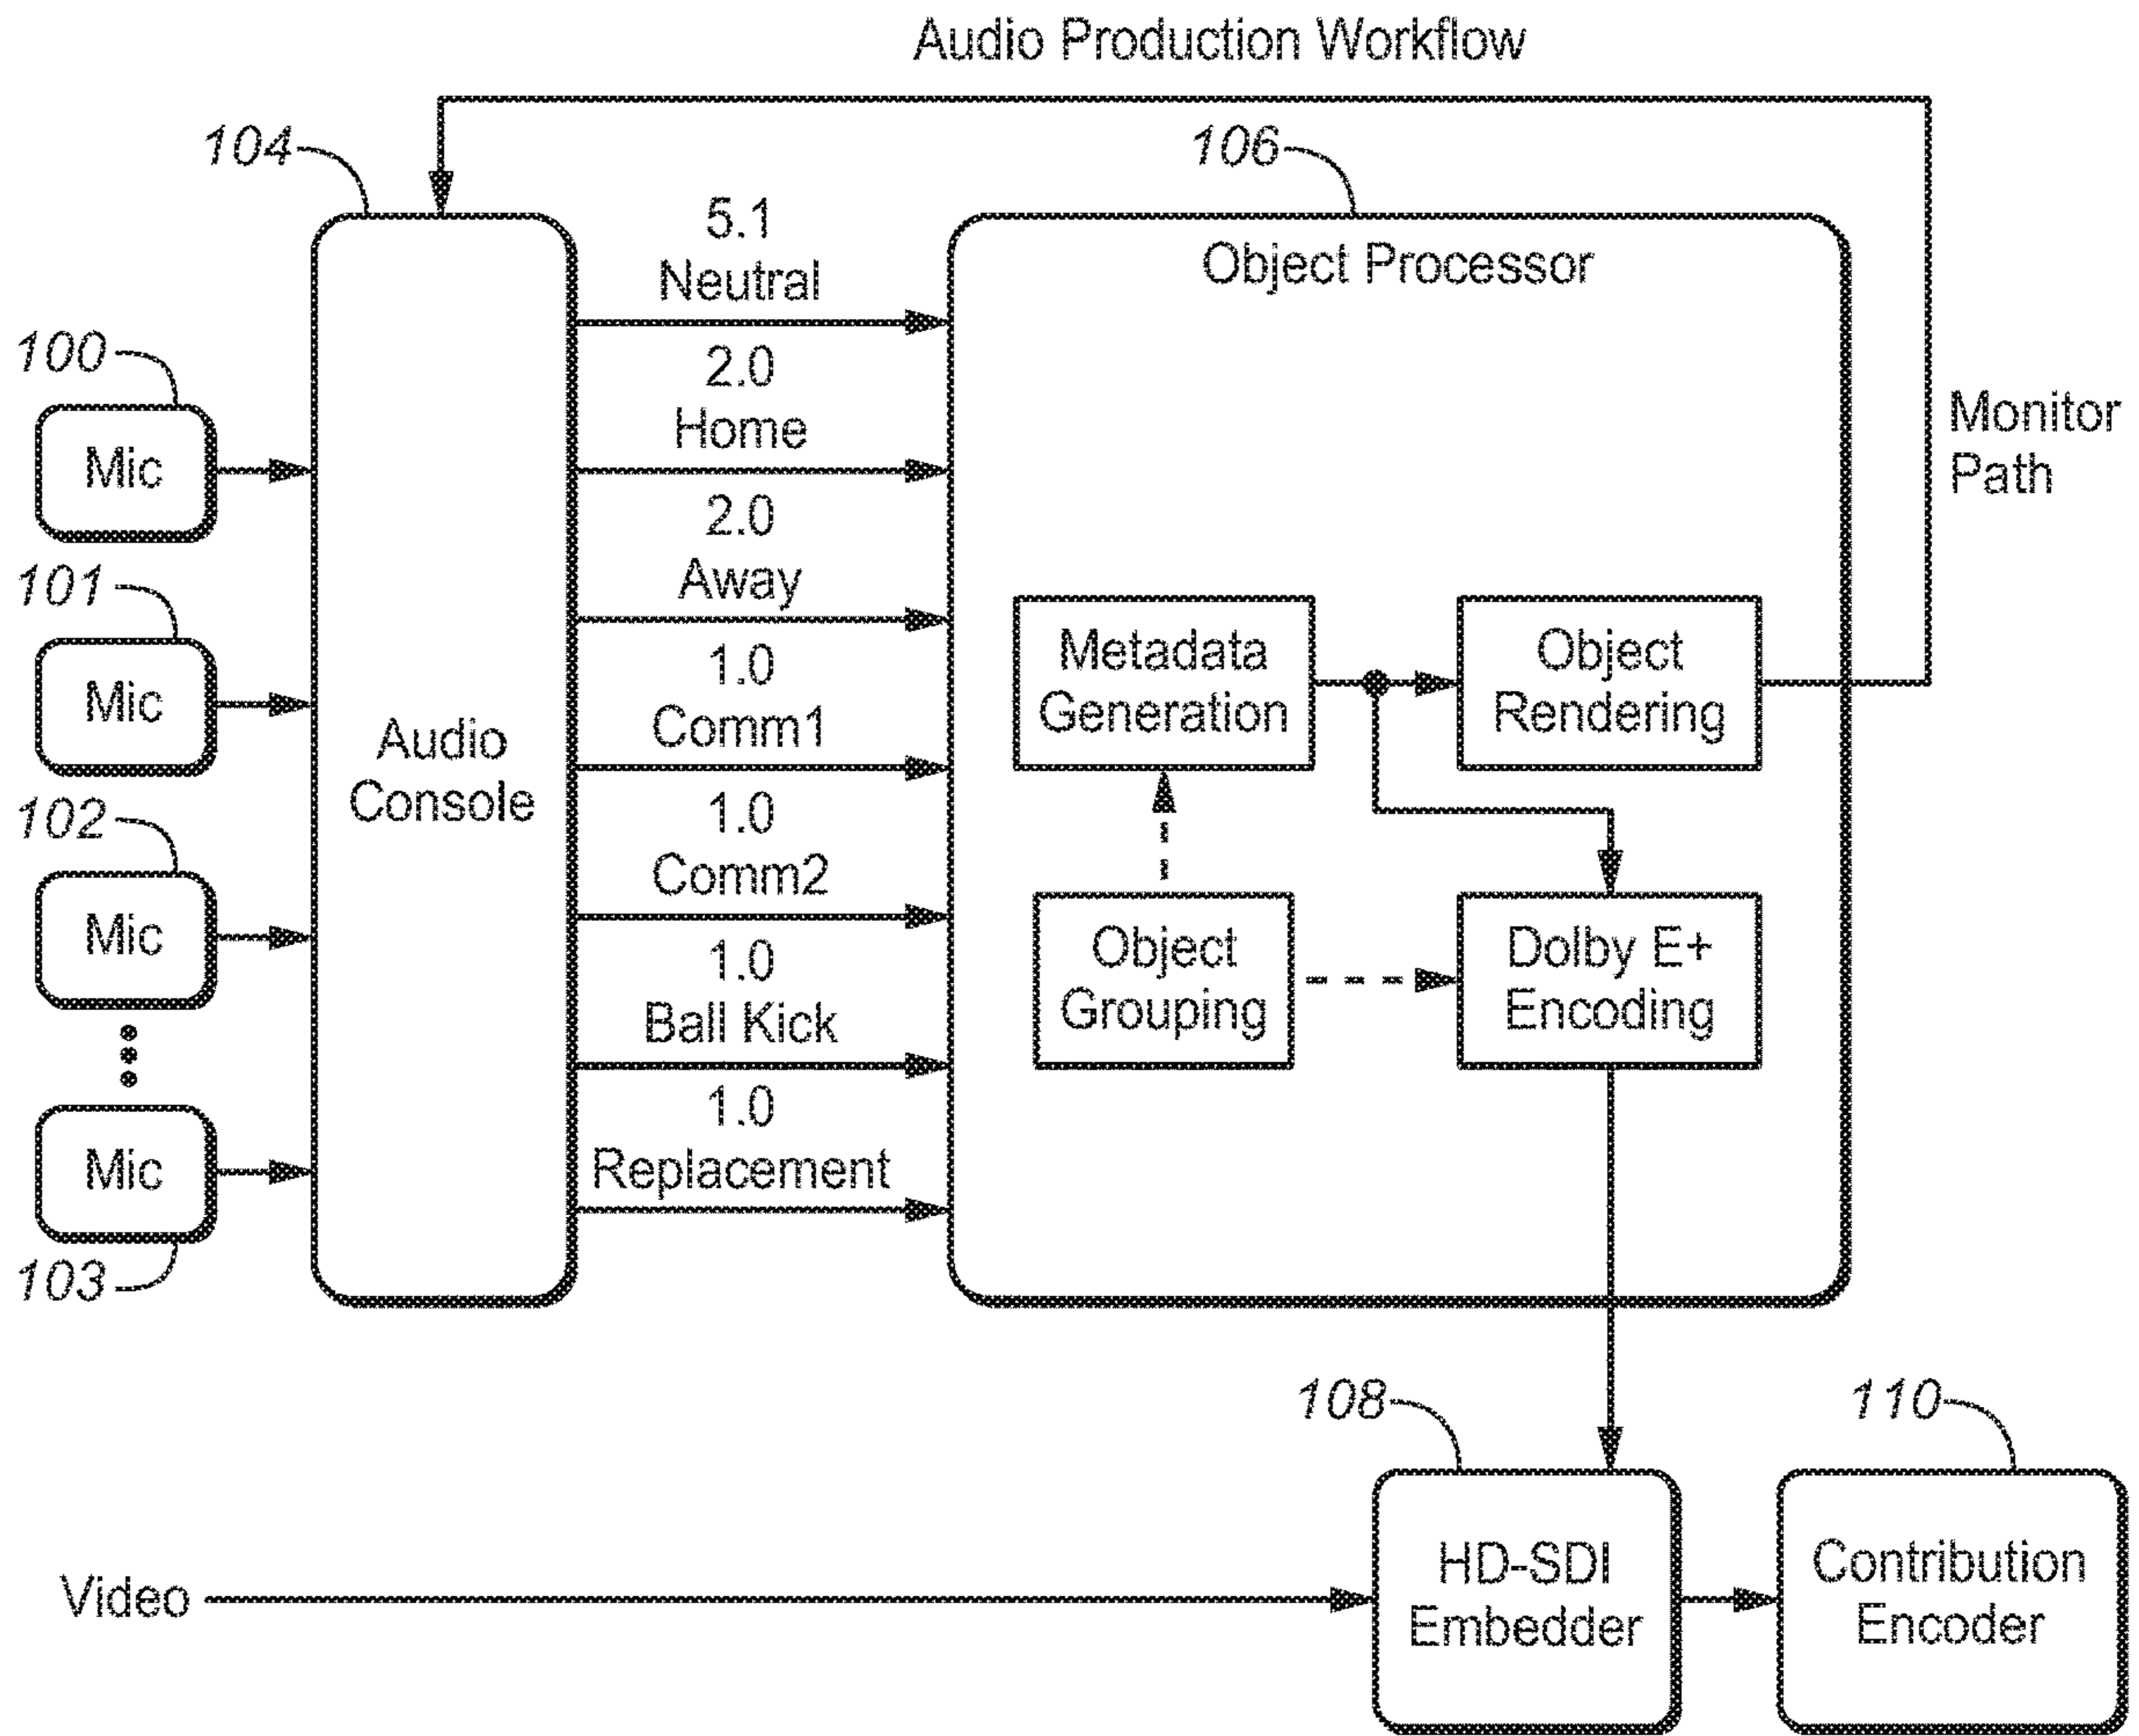 Audio Production Workflow
104
106
5.1
Neutral
Object Processor
100
2.0
Home
Monitor
Path
Mic
2.0
Away
101
Mic
1.0
Comm1
Metadata
Generation
Object
Rendering
Audio
Console
102
1.0
Comm2
Mic
Object
Grouping
Dolby E+
Encoding
1.0
Ball Kick
1.0
Replacement
Mic
103
108
110
Video
HD-SDI
Embedder
Contribution
Encoder